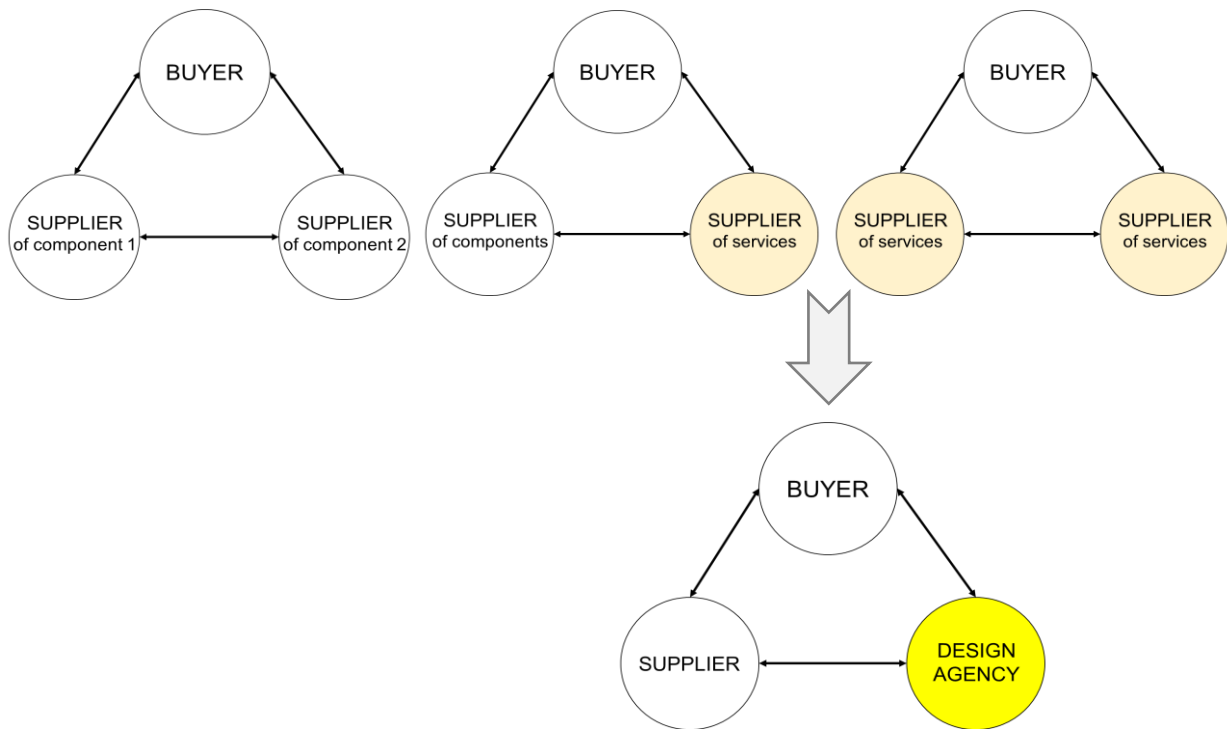 BUYER
SUPPLIER
of component 1
SUPPLIER
of component 2
BUYER
SUPPLIER
of components
SUPPLIER
of services
BUYER
SUPPLIER
of services
SUPPLIER
of services
BUYER
SUPPLIER
DESIGN
AGENCY